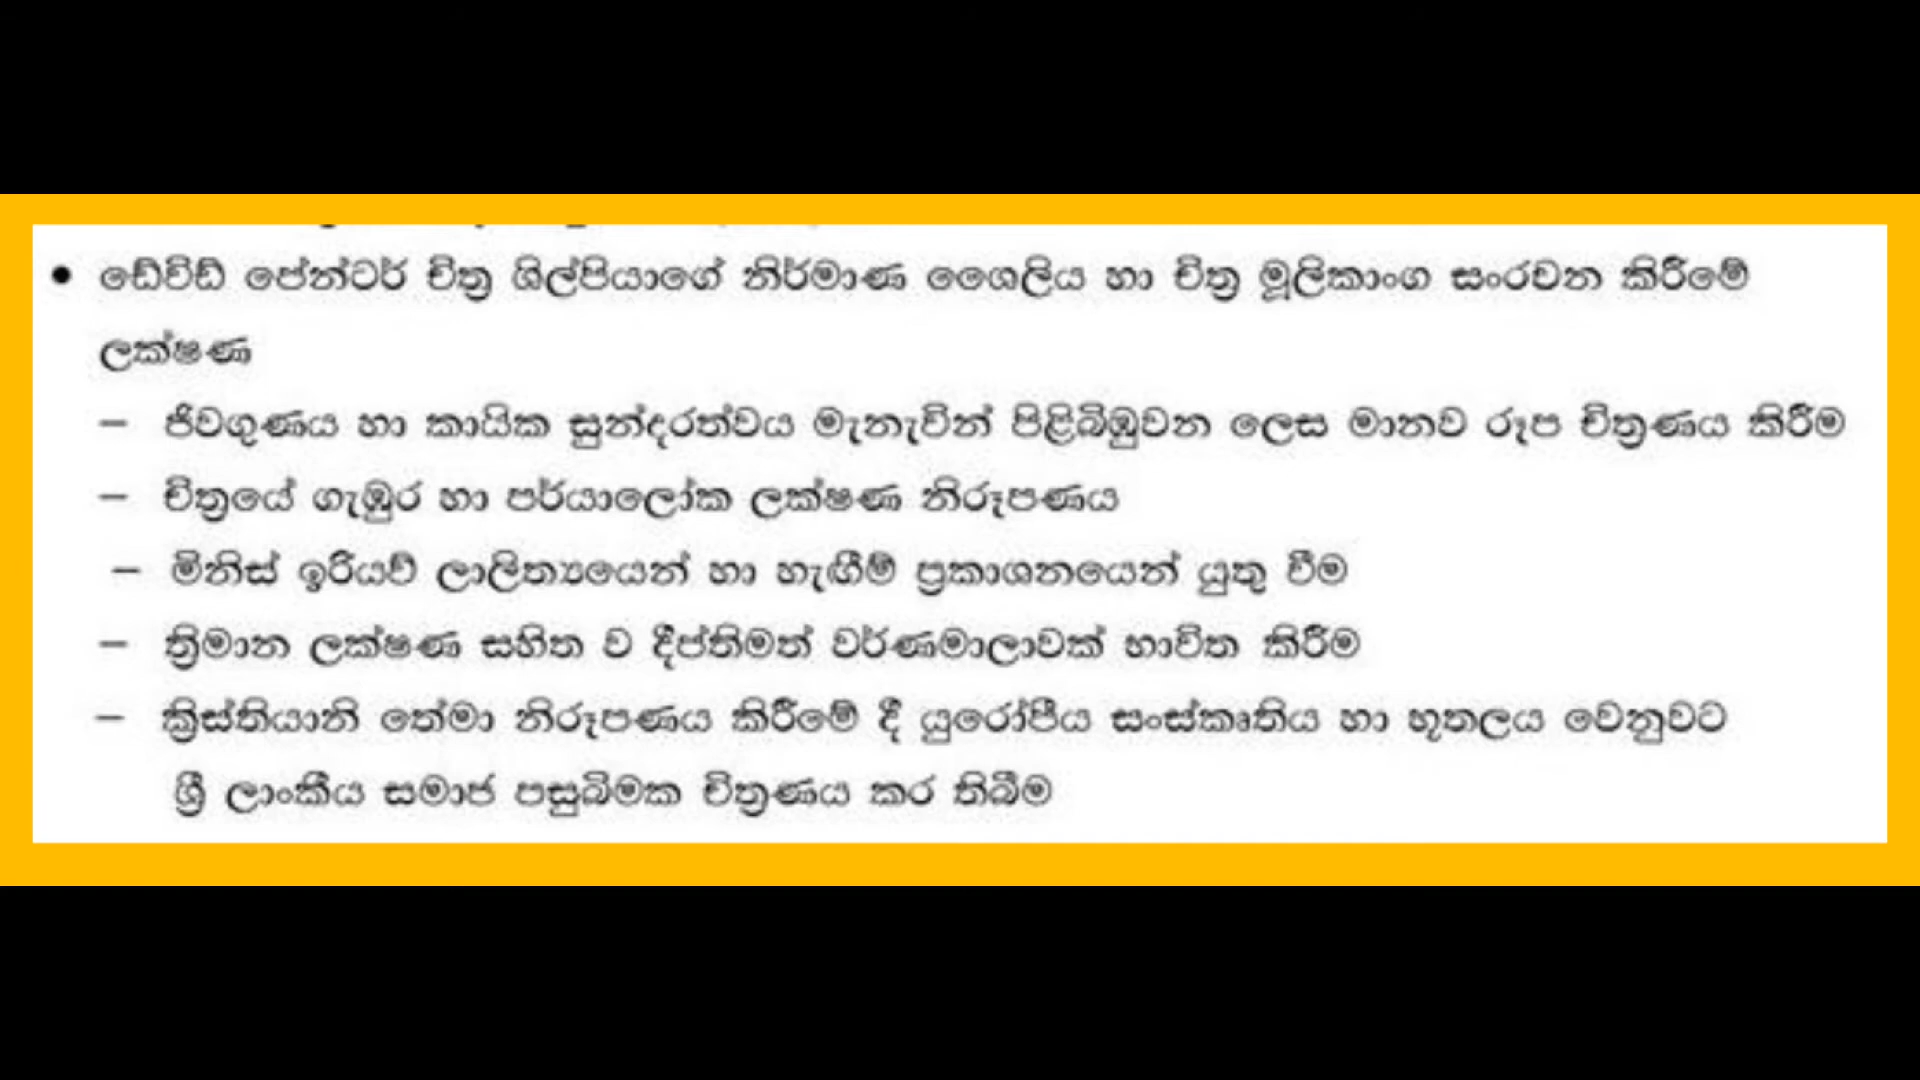 ● ඩේවිඩ් පේන්ටර් චිත්‍ර ශිල්පියාගේ නිර්මාණ ශෛලිය හා චිත්‍ර මූලිකාංග සංරචන කිරීමේ
ලක්ෂණ
– ජීවගුණය හා කායික සුන්දරත්වය මැනැවින් පිළිබිඹුවන ලෙස මානව රූප චිත්‍රණය කිරීම
– චිත්‍රයේ ගැඹුර හා පර්යාලෝක ලක්ෂණ නිරූපණය
– මිනිස් ඉරියව් ලාලිත්‍යයෙන් හා හැඟීම් ප්‍රකාශනයෙන් යුතු වීම
– ත්‍රිමාන ලක්ෂණ සහිත ව දීප්තිමත් වර්ණමාලාවක් භාවිත කිරීම
– ක්‍රිස්තියානි තේමා නිරූපණය කිරීමේ දී යුරෝපීය සංස්කෘතිය හා භූතලය වෙනුවට
ශ්‍රී ලාංකීය සමාජ පසුබිමක චිත්‍රණය කර තිබීම